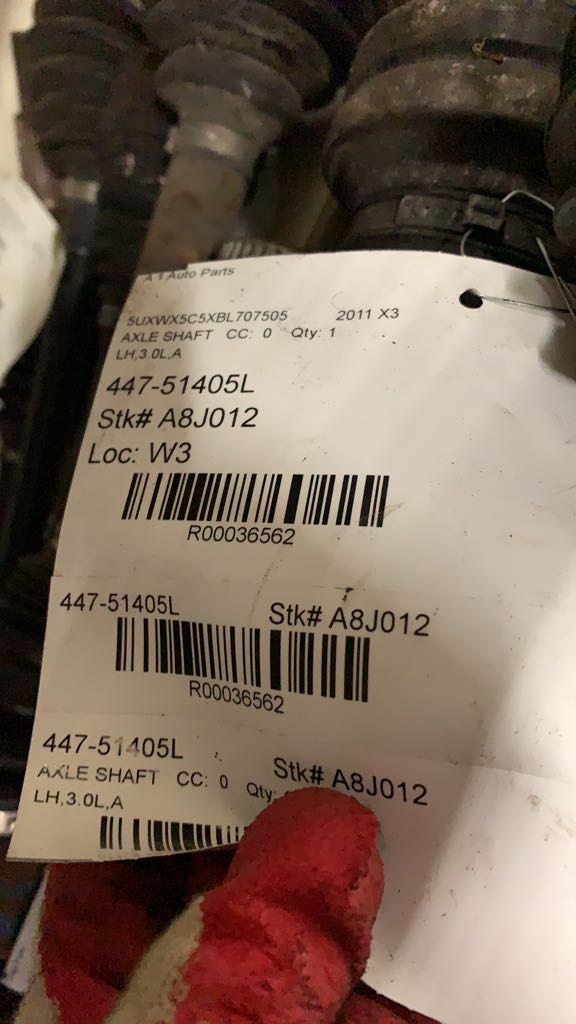 A 1 Auto Parts
5UXWX5C5XBL707505 2011 X3
AXLE SHAFT CC: 0 Qty: 1
LH,3.0L,A
447-51405L
Stk# A8J012
Loc: W3
R00036562
447-51405L Stk# A8J012
R00036562
447-51405L Stk# A8J012
AXLE SHAFT CC: 0 Qty:
LH,3.0L,A